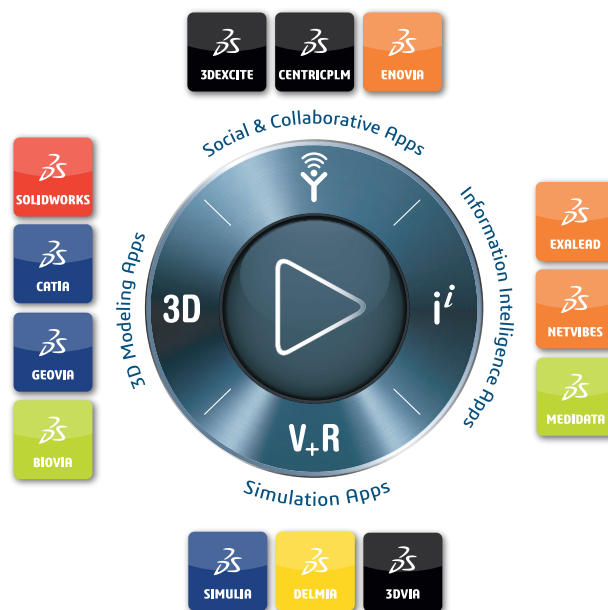 3DEXCITE
CENTRICPLM
ENOVIA
Social & Collaborative Apps
SOLIDWORKS
CATIA
GEOVIA
BIOVIA
3D Modeling Apps
3D
i i
Information Intelligence Apps
EXALEAD
NETVIBES
MEDIDATA
V+R
Simulation Apps
SIMULIA
DELMIA
3DVIA